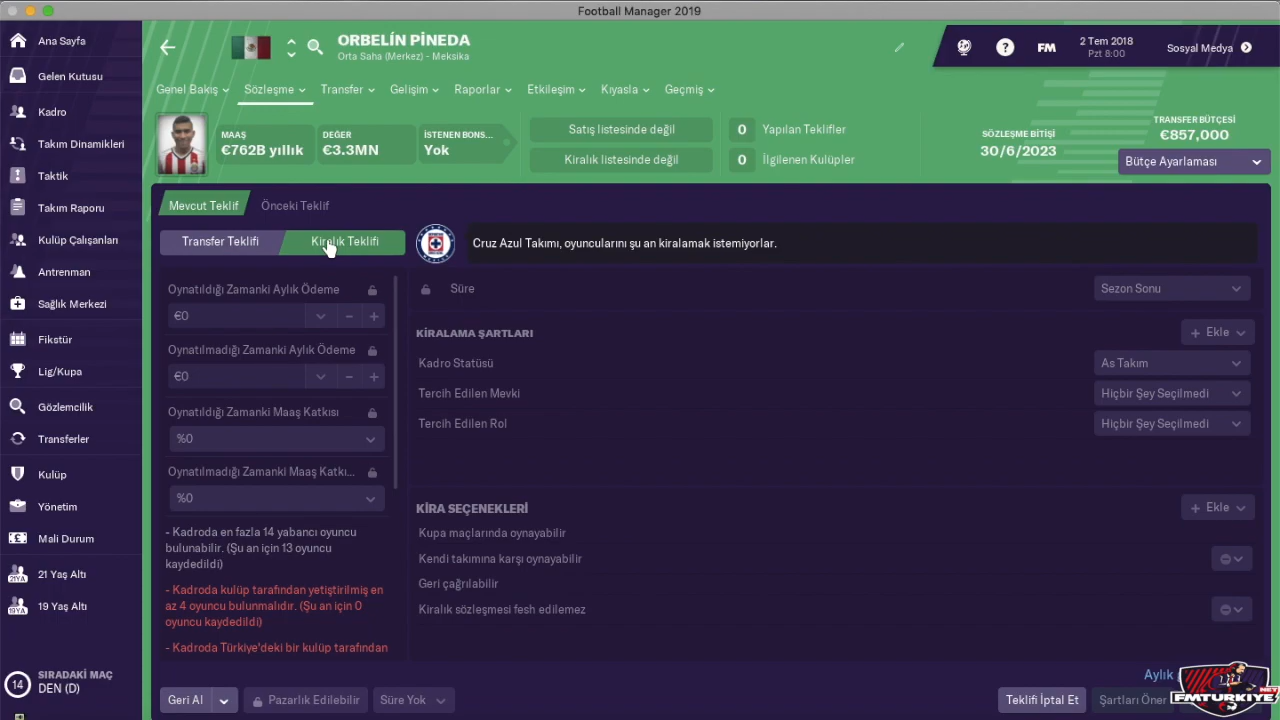 Football Manager 2019
Ana Sayfa
Gelen Kutusu
Kadro
Takım Dinamikleri
Taktik
Takım Raporu
Kulüp Çalışanları
Antrenman
Sağlık Merkezi
Fikstür
Lig/Kupa
Gözlemcilik
Transferler
Kulüp
Yönetim
Mali Durum
21YA 21 Yaş Altı
19YA 19 Yaş Altı
14 SIRADAKİ MAÇ
DEN (D)
ORBELÍN PİNEDA
Orta Saha (Merkez) - Meksika
? FM
2 Tem 2018
Pzt 8:00
Sosyal Medya
Genel Bakış Sözleşme Transfer Gelişim Raporlar Etkileşim Kıyasla Geçmiş
MAAŞ
€762B yıllık
DEĞER
€3.3MN
İSTENEN BONS...
Yok
Satış listesinde değil
Kiralık listesinde değil
0 Yapılan Teklifler
0 İlgilenen Kulüpler
SÖZLEŞME BİTİŞİ
30/6/2023
TRANSFER BÜTÇESİ
€857,000
Bütçe Ayarlaması
Mevcut Teklif Önceki Teklif
Transfer Teklifi Kiralık Teklifi
Cruz Azul Takımı, oyuncularını şu an kiralamak istemiyorlar.
Oynatıldığı Zamanki Aylık Ödeme
€0
Oynatılmadığı Zamanki Aylık Ödeme
€0
Oynatıldığı Zamanki Maaş Katkısı
%0
Oynatılmadığı Zamanki Maaş Katkı...
%0
- Kadroda en fazla 14 yabancı oyuncu
bulunabilir. (Şu an için 13 oyuncu
kaydedildi)
- Kadroda kulüp tarafından yetiştirilmiş en
az 4 oyuncu bulunmalıdır. (Şu an için 0
oyuncu kaydedildi)
- Kadroda Türkiye'deki bir kulüp tarafından
Süre Sezon Sonu
KİRALAMA ŞARTLARI + Ekle
Kadro Statüsü As Takım
Tercih Edilen Mevki Hiçbir Şey Seçilmedi
Tercih Edilen Rol Hiçbir Şey Seçilmedi
KİRA SEÇENEKLERİ + Ekle
Kupa maçlarında oynayabilir
Kendi takımına karşı oynayabilir
Geri çağrılabilir
Kiralık sözleşmesi fesh edilemez
Aylık
Geri Al Pazarlık Edilebilir Süre Yok Teklifi İptal Et Şartları Öner
FMTURKIYE.NET